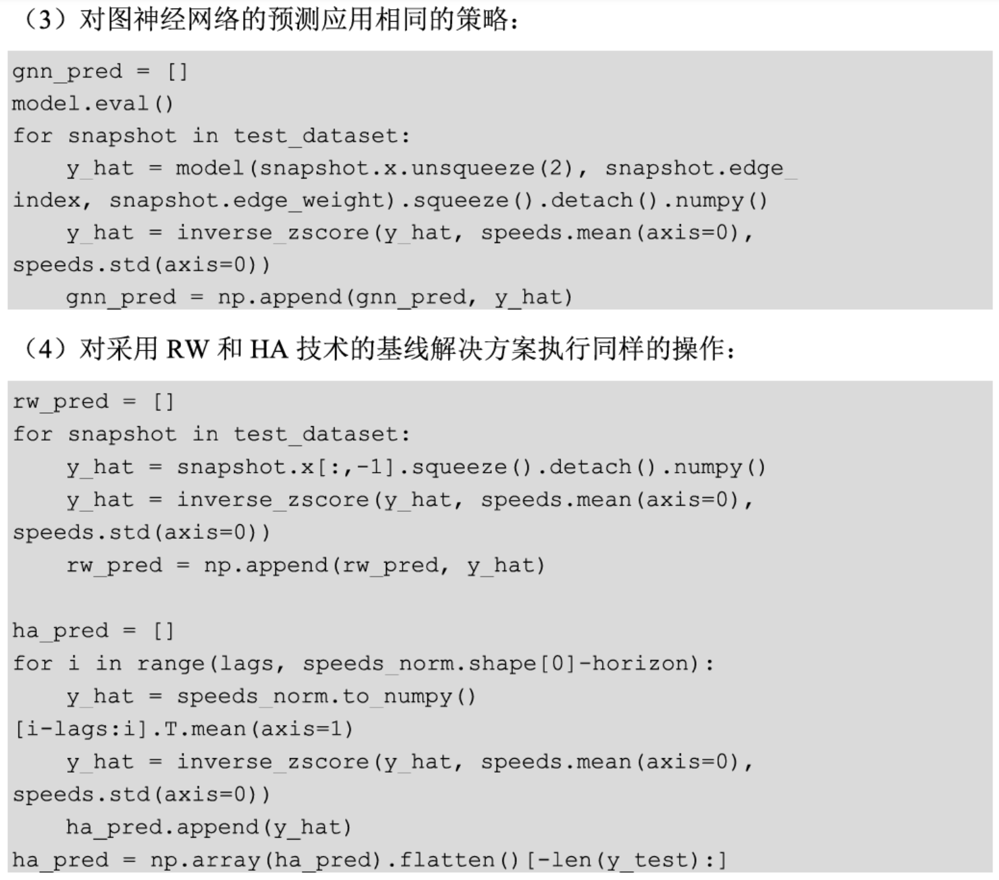 （3）对图神经网络的预测应用相同的策略：
gnn_pred = []
model.eval()
for snapshot in test_dataset:
    y_hat = model(snapshot.x.unsqueeze(2), snapshot.edge_
index, snapshot.edge_weight).squeeze().detach().numpy()
    y_hat = inverse_zscore(y_hat, speeds.mean(axis=0),
speeds.std(axis=0))
    gnn_pred = np.append(gnn_pred, y_hat)
（4）对采用 RW 和 HA 技术的基线解决方案执行同样的操作：
rw_pred = []
for snapshot in test_dataset:
    y_hat = snapshot.x[:,-1].squeeze().detach().numpy()
    y_hat = inverse_zscore(y_hat, speeds.mean(axis=0),
speeds.std(axis=0))
    rw_pred = np.append(rw_pred, y_hat)
ha_pred = []
for i in range(lags, speeds_norm.shape[0]-horizon):
    y_hat = speeds_norm.to_numpy()
[i-lags:i].T.mean(axis=1)
    y_hat = inverse_zscore(y_hat, speeds.mean(axis=0),
speeds.std(axis=0))
    ha_pred.append(y_hat)
ha_pred = np.array(ha_pred).flatten()[-len(y_test):]